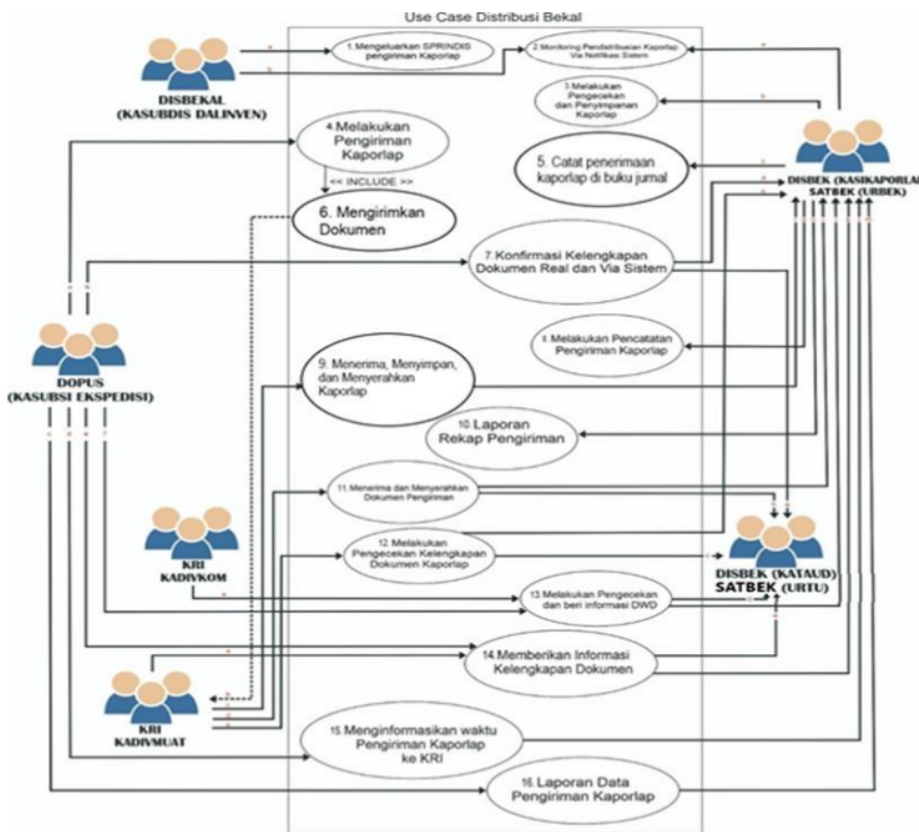 Use Case Distribusi Bekal
1. Mengeluarkan SPRINDIS
pengiriman Kaporlap
2. Monitoring Pendistribusian Kaporlap
Via Notifikasi Sistem
DISBEKAL
(KASUBDIS DALINVEN)
3. Melakukan
Pengecekan
dan Penyimpanan
Kaporlap
4. Melakukan
Pengiriman
Kaporlap
<< INCLUDE >>
5. Catat penerimaan
kaporlap di buku jurnal
DISBEK (KASIKAPORLAP)
SATBEK (URBEK)
6. Mengirimkan
Dokumen
7. Konfirmasi Kelengkapan
Dokumen Real dan Via Sistem
DOPUS
(KASUBSI EKSPEDISI)
8. Melakukan Pencatatan
Pengiriman Kaporlap
9. Menerima, Menyimpan,
dan Menyerahkan
Kaporlap
10. Laporan
Rekap Pengiriman
11. Menerima dan Menyerahkan
Dokumen Pengiriman
KRI
KADIVKOM
12. Melakukan
Pengecekan Kelengkapan
Dokumen Kaporlap
DISBEK (KATAUD)
SATBEK (URTU)
13. Melakukan Pengecekan
dan beri informasi DWD
14. Memberikan Informasi
Kelengkapan Dokumen
KRI
KADIVMUAT
15. Menginformasikan waktu
Pengiriman Kaporlap
ke KRI
16. Laporan Data
Pengiriman Kaporlap